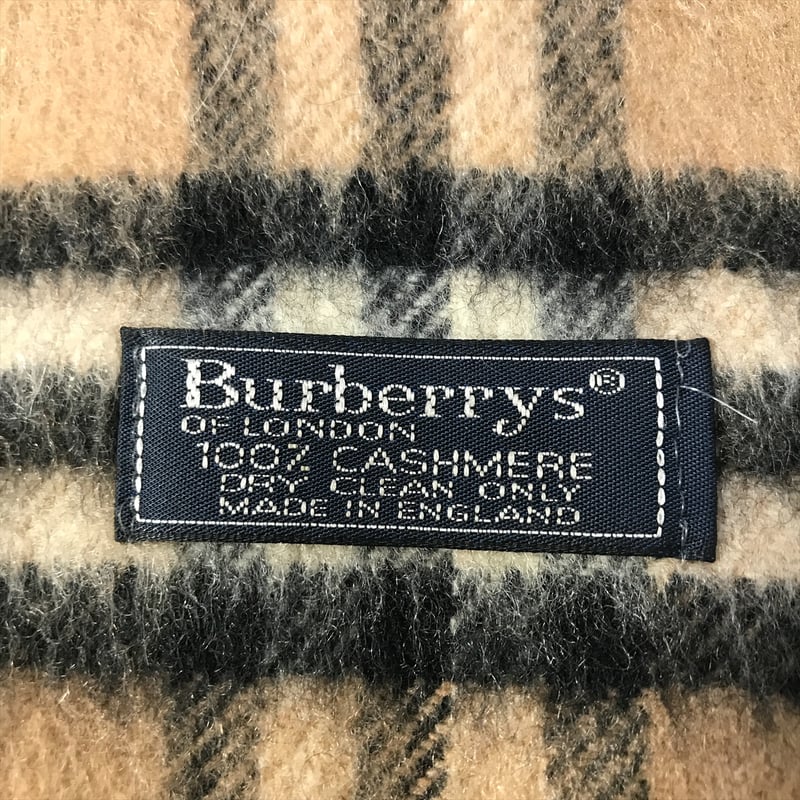 Burberrys®
OF LONDON
100% CASHMERE
DRY CLEAN ONLY
MADE IN ENGLAND